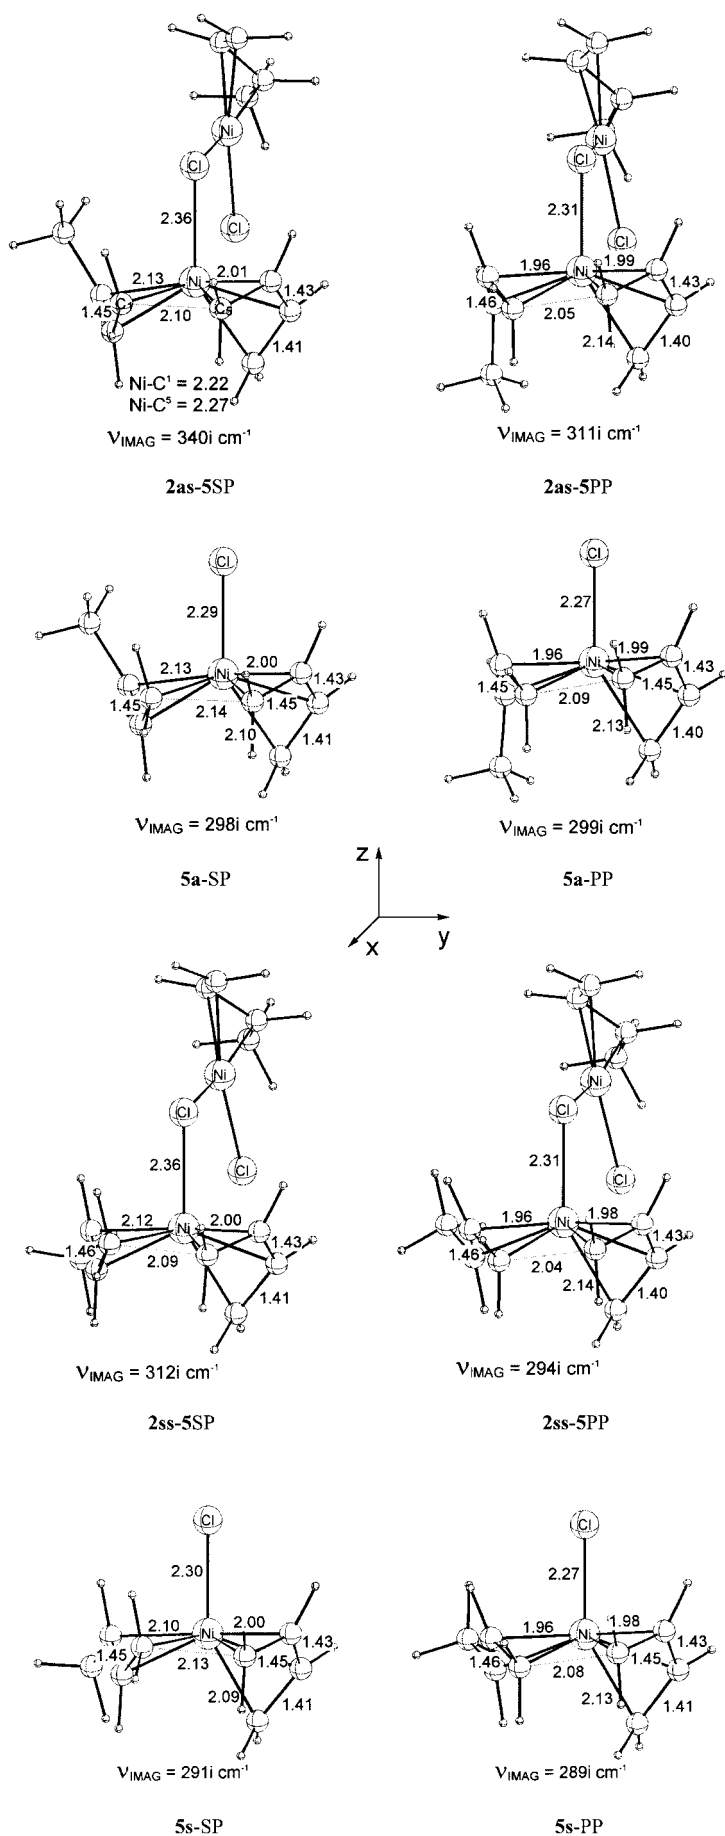 Ni
Cl
2.36
Cl
2.13
Ni
2.01
1.45
C₅
C₅
1.43
2.10
1.41
Ni-C¹ = 2.22
Ni-C⁵ = 2.27
νIMAG = 340i cm⁻¹
2as-5SP
Ni
Cl
2.31
Cl
1.96
Ni
1.99
1.46
1.43
2.05
2.14
1.40
νIMAG = 311i cm⁻¹
2as-5PP
Cl
2.29
2.13
Ni
2.00
1.45
1.45
1.43
2.14
2.10
1.41
νIMAG = 298i cm⁻¹
5a-SP
Cl
2.27
1.96
Ni
1.99
1.45
1.45
1.43
2.09
2.13
1.40
νIMAG = 299i cm⁻¹
5a-PP
z
x
y
Ni
Cl
2.36
Cl
2.12
Ni
2.00
1.46
1.43
2.09
1.41
νIMAG = 312i cm⁻¹
2ss-5SP
Ni
Cl
2.31
Cl
1.96
Ni
1.98
1.46
1.43
2.04
2.14
1.40
νIMAG = 294i cm⁻¹
2ss-5PP
Cl
2.30
2.10
Ni
2.00
1.45
1.43
2.13
1.45
2.09
1.41
νIMAG = 291i cm⁻¹
5s-SP
Cl
2.27
1.96
Ni
1.98
1.46
1.43
2.08
1.45
2.13
1.41
νIMAG = 289i cm⁻¹
5s-PP